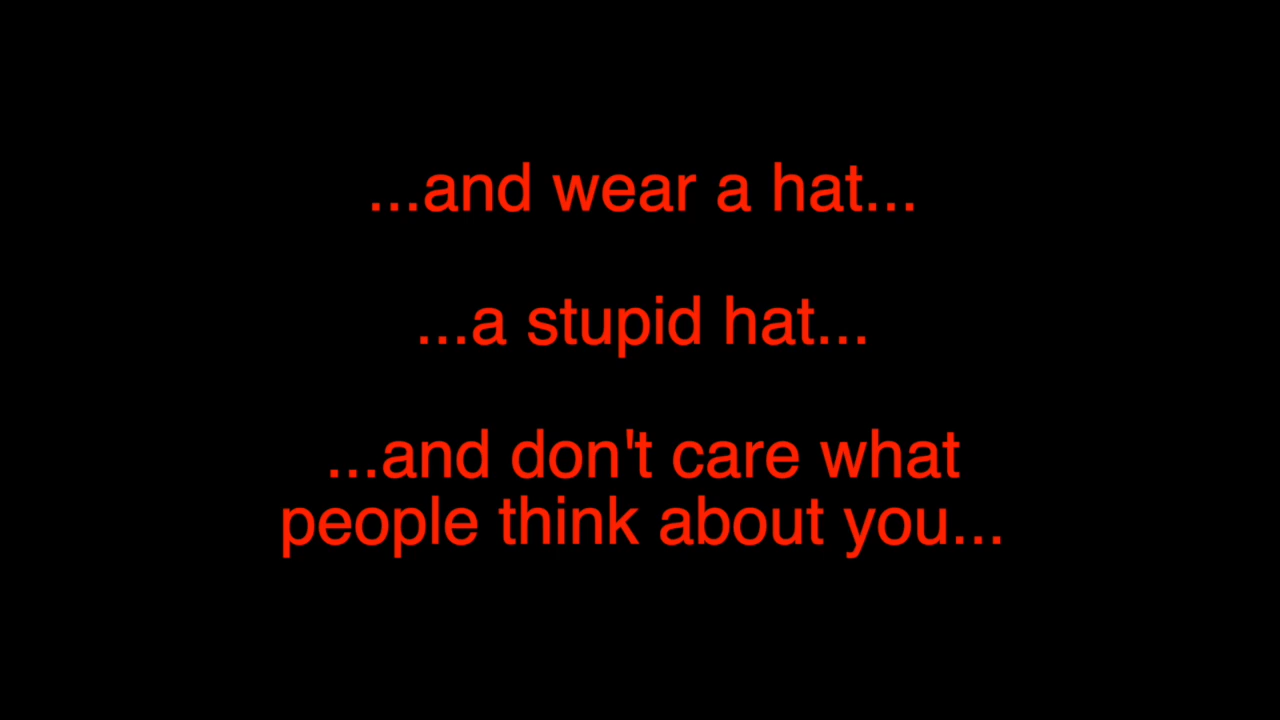 ...and wear a hat...
...a stupid hat...
...and don't care what
people think about you...